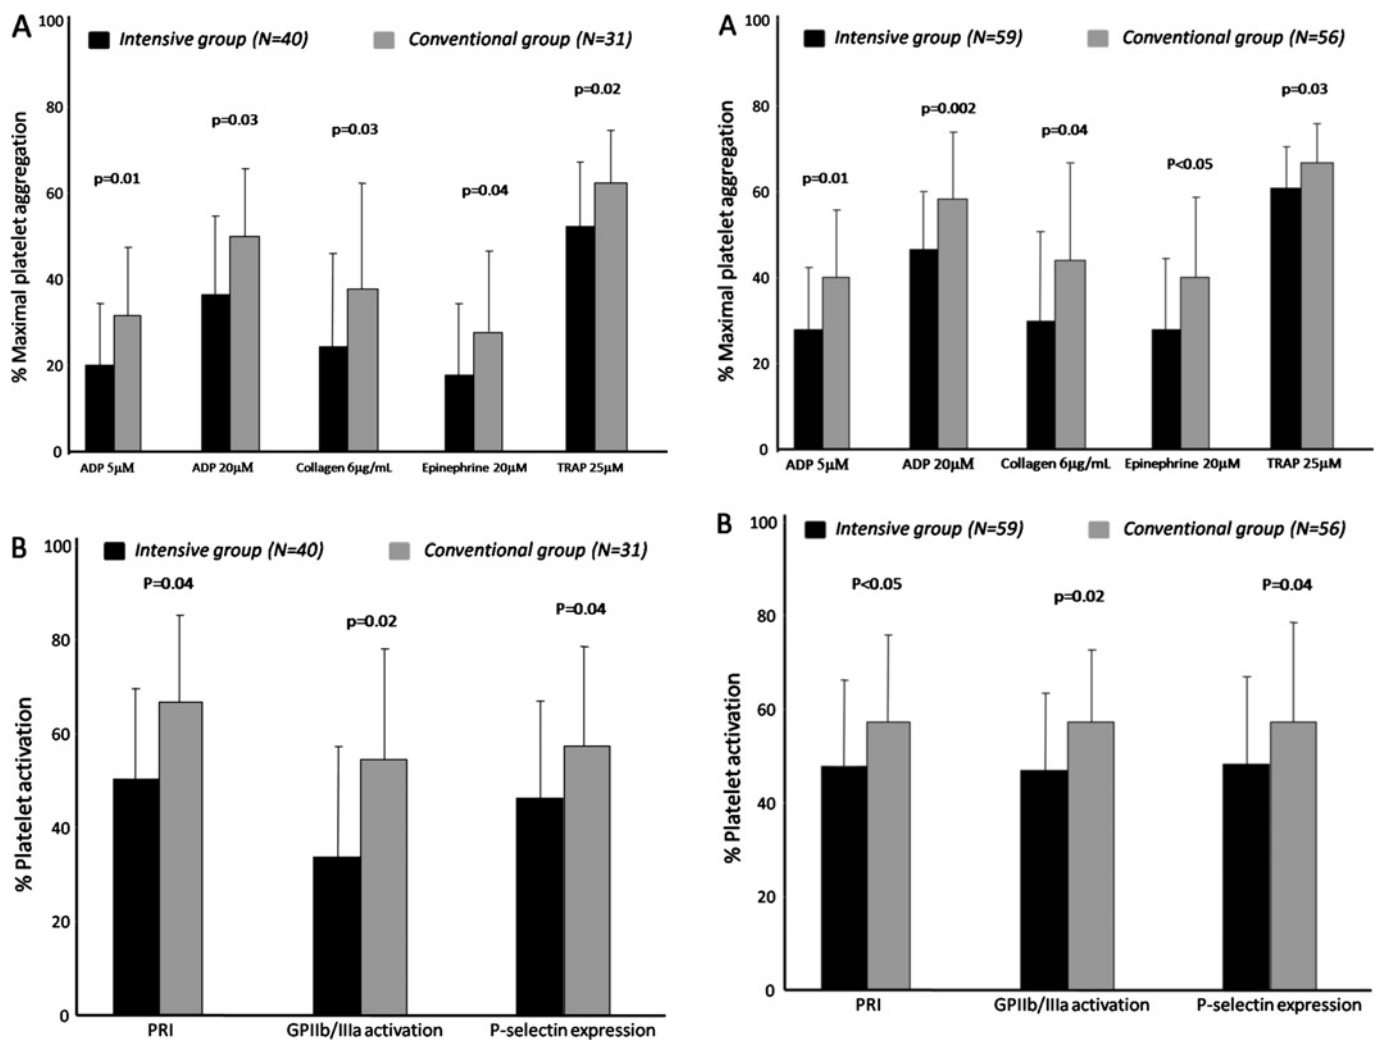 A
Intensive group (N=40) Conventional group (N=31)
% Maximal platelet aggregation
100
80
60
40
20
0
p=0.01
p=0.03
p=0.03
p=0.04
p=0.02
ADP 5µM ADP 20µM Collagen 6µg/mL Epinephrine 20µM TRAP 25µM
A
Intensive group (N=59) Conventional group (N=56)
% Maximal platelet aggregation
100
80
60
40
20
0
p=0.01
p=0.002
p=0.04
P<0.05
p=0.03
ADP 5µM ADP 20µM Collagen 6µg/mL Epinephrine 20µM TRAP 25µM
B
Intensive group (N=40) Conventional group (N=31)
% Platelet activation
100
80
60
40
20
0
P=0.04
p=0.02
P=0.04
PRI GPIIb/IIIa activation P-selectin expression
B
Intensive group (N=59) Conventional group (N=56)
% Platelet activation
100
80
60
40
20
0
P<0.05
p=0.02
P=0.04
PRI GPIIb/IIIa activation P-selectin expression